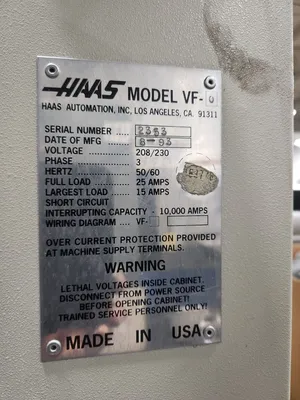 HAAS MODEL VF-0
HAAS AUTOMATION, INC, LOS ANGELES, CA. 91311
SERIAL NUMBER 2363
DATE OF MFG 8-93
VOLTAGE 208/230
PHASE 3
HERTZ 50/60
FULL LOAD 25 AMPS
LARGEST LOAD 15 AMPS
SHORT CIRCUIT
INTERRUPTING CAPACITY - 10,000 AMPS
WIRING DIAGRAM VF-
OVER CURRENT PROTECTION PROVIDED
AT MACHINE SUPPLY TERMINALS.
WARNING
LETHAL VOLTAGES INSIDE CABINET.
DISCONNECT FROM POWER SOURCE
BEFORE OPENING CABINET!
TRAINED SERVICE PERSONNEL ONLY!
MADE IN USA